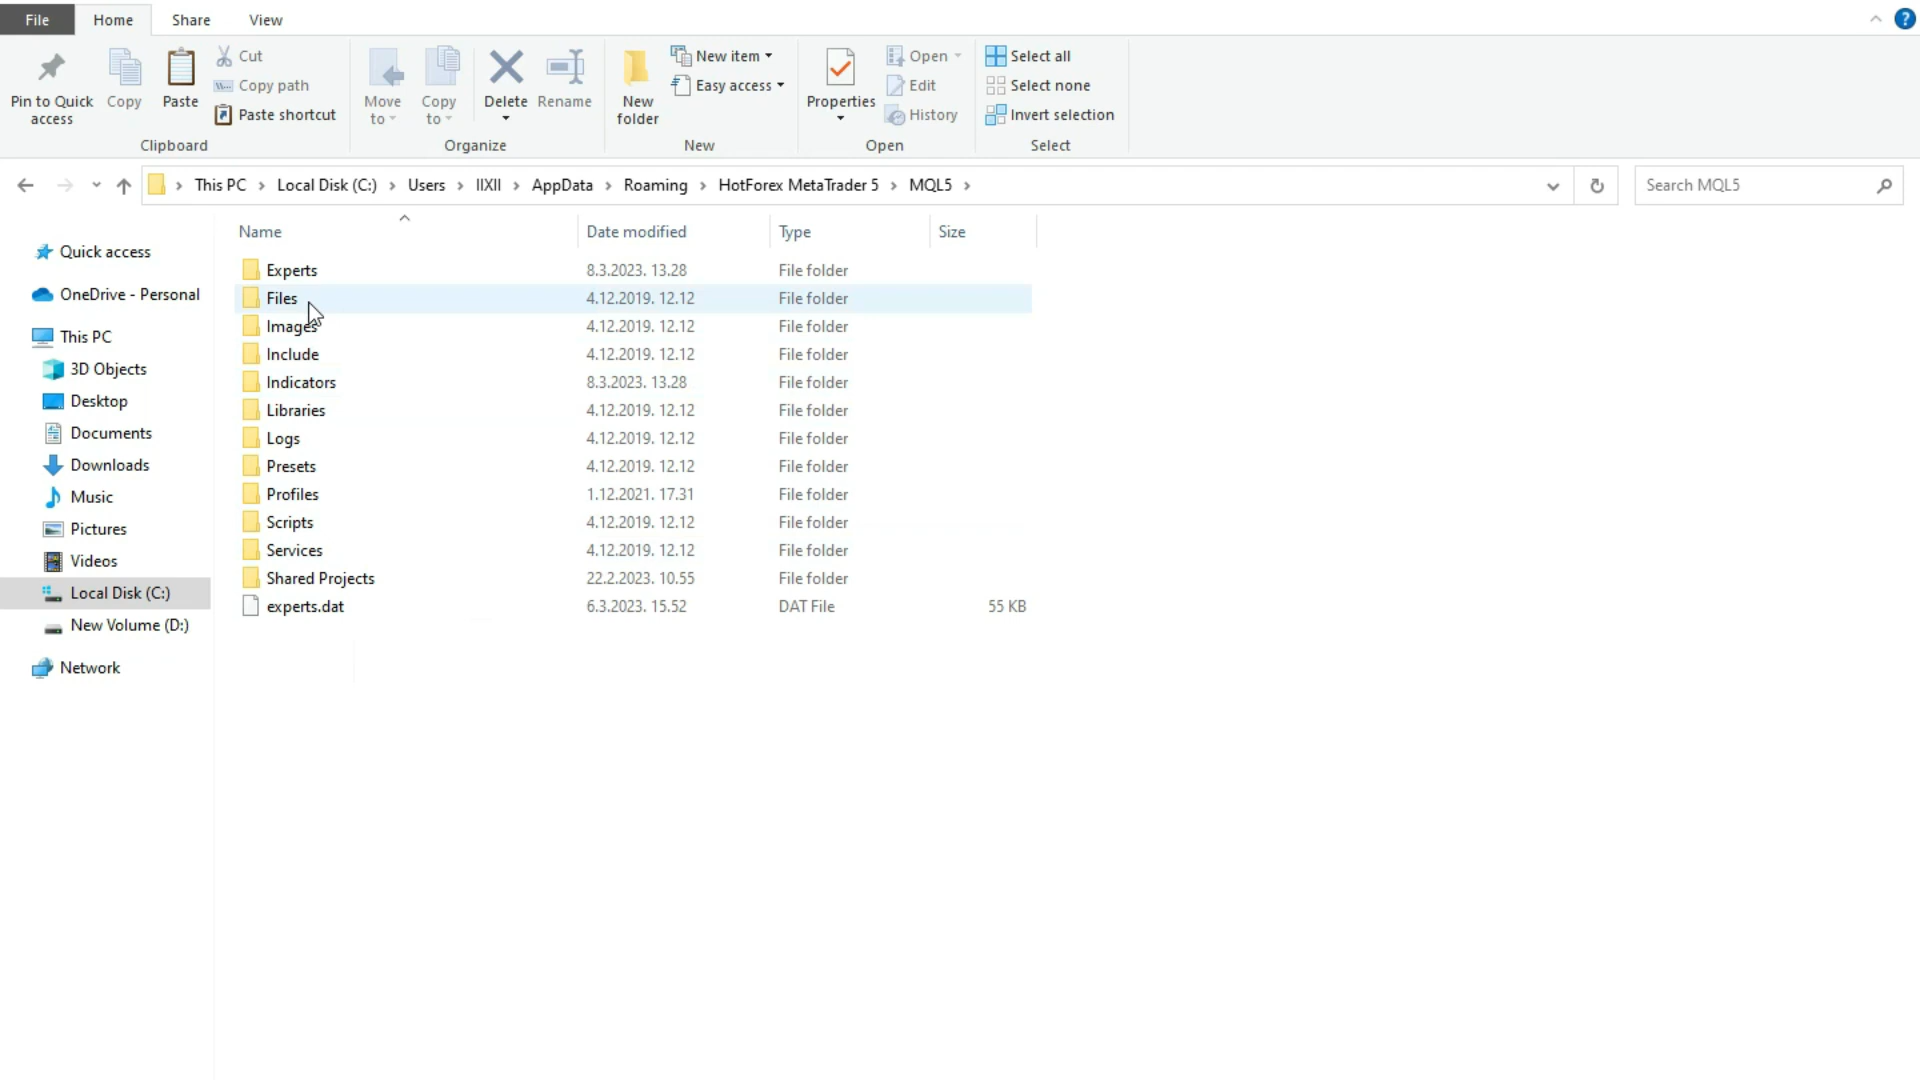 File Home Share View
Pin to Quick access
Copy
Paste
Cut
Copy path
Paste shortcut
Clipboard
Move to
Copy to
Delete
Rename
Organize
New folder
New item
Easy access
New
Properties
Open
Edit
History
Open
Select all
Select none
Invert selection
Select
This PC Local Disk (C:) Users IIXII AppData Roaming HotForex MetaTrader 5 MQL5
Search MQL5
Quick access
OneDrive - Personal
This PC
3D Objects
Desktop
Documents
Downloads
Music
Pictures
Videos
Local Disk (C:)
New Volume (D:)
Network
Name Date modified Type Size
Experts 8.3.2023. 13.28 File folder
Files 4.12.2019. 12.12 File folder
Images 4.12.2019. 12.12 File folder
Include 4.12.2019. 12.12 File folder
Indicators 8.3.2023. 13.28 File folder
Libraries 4.12.2019. 12.12 File folder
Logs 4.12.2019. 12.12 File folder
Presets 4.12.2019. 12.12 File folder
Profiles 1.12.2021. 17.31 File folder
Scripts 4.12.2019. 12.12 File folder
Services 4.12.2019. 12.12 File folder
Shared Projects 22.2.2023. 10.55 File folder
experts.dat 6.3.2023. 15.52 DAT File 55 KB